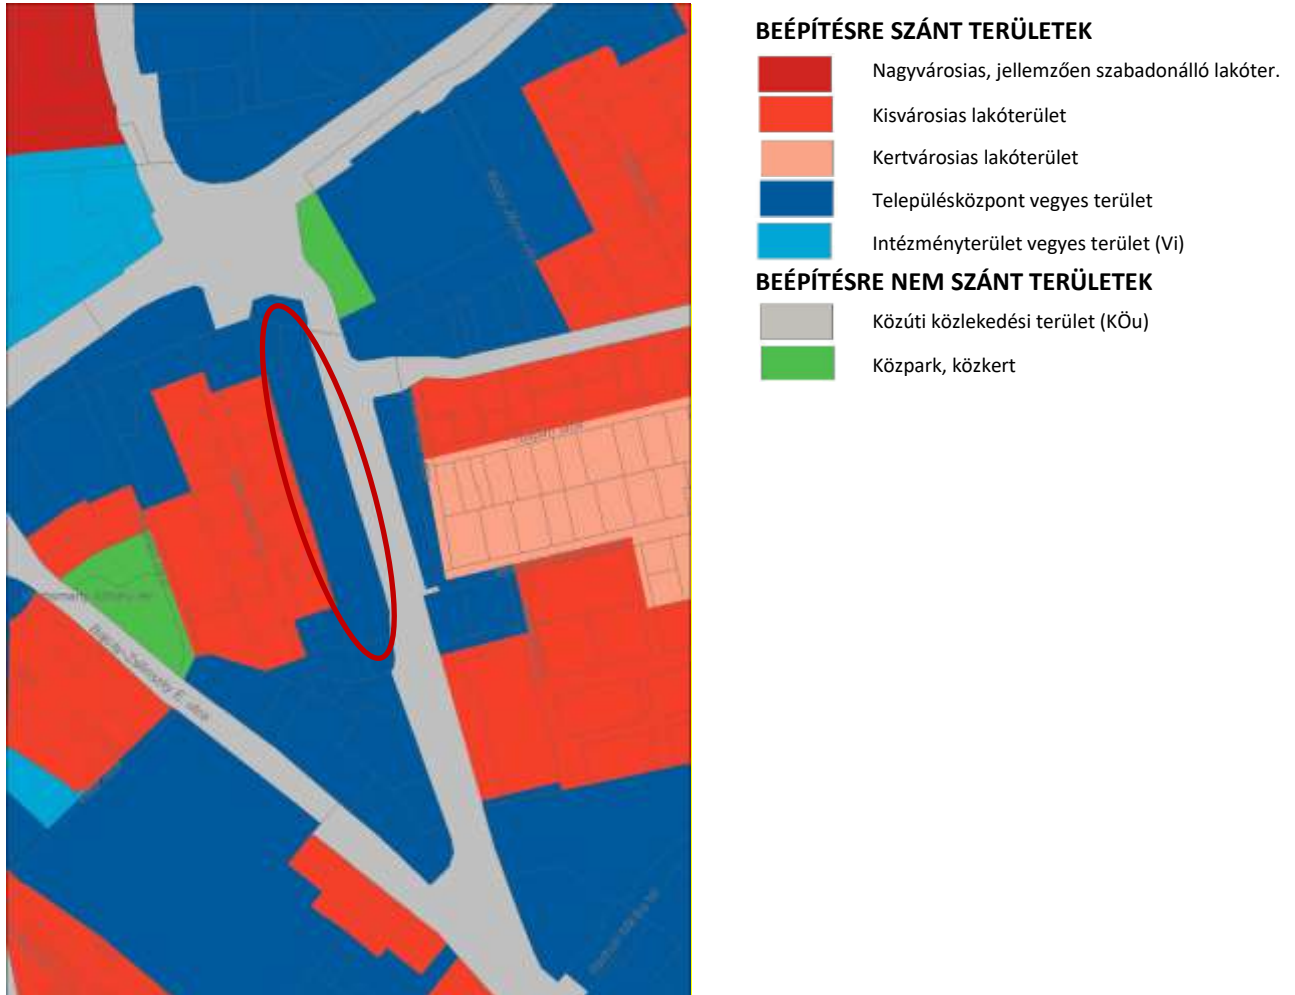 BEÉPÍTÉSRE SZÁNT TERÜLETEK
Nagyvárosias, jellemzően szabadonálló lakóter.
Kisvárosias lakóterület
Kertvárosias lakóterület
Településközpont vegyes terület
Intézményterület vegyes terület (Vi)
BEÉPÍTÉSRE NEM SZÁNT TERÜLETEK
Közúti közlekedési terület (KÖu)
Közpark, közkert